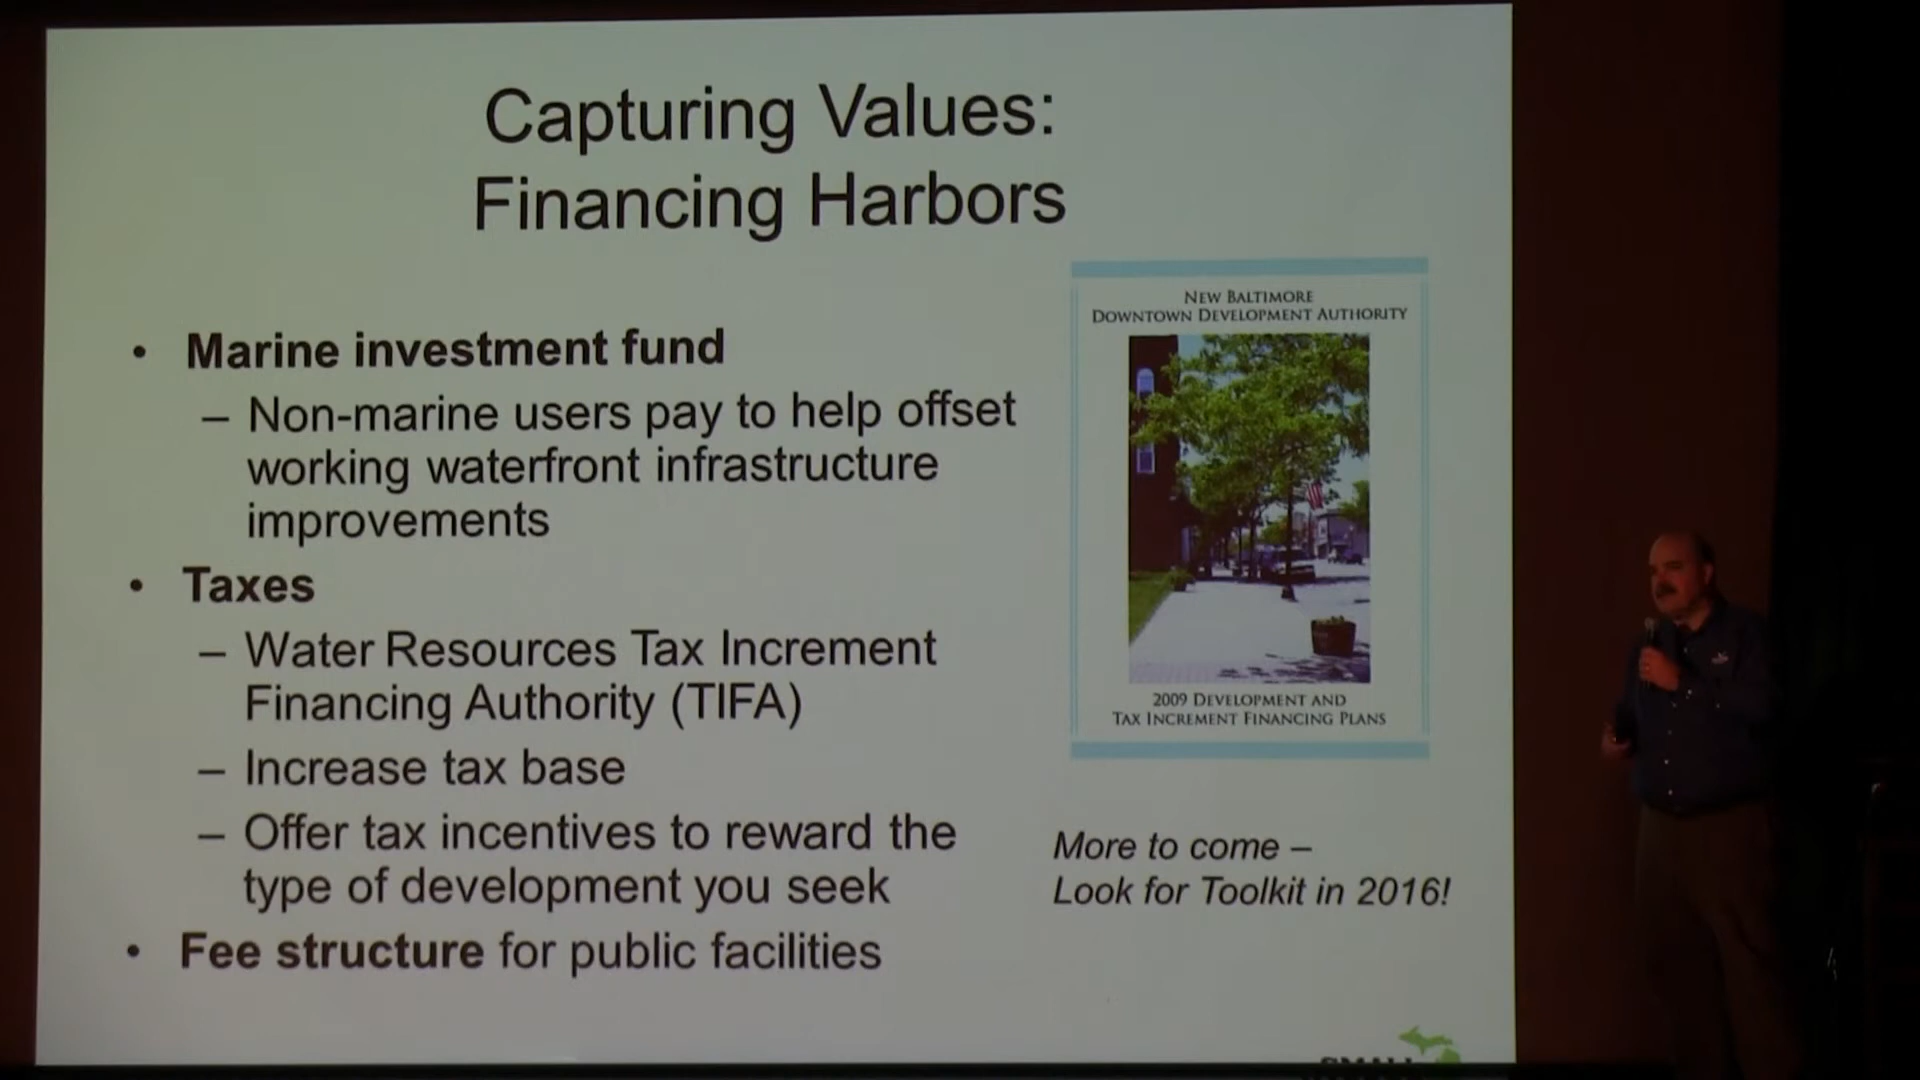 Capturing Values:
Financing Harbors
• Marine investment fund
– Non-marine users pay to help offset
working waterfront infrastructure
improvements
• Taxes
– Water Resources Tax Increment
Financing Authority (TIFA)
– Increase tax base
– Offer tax incentives to reward the
type of development you seek
• Fee structure for public facilities
NEW BALTIMORE
DOWNTOWN DEVELOPMENT AUTHORITY
2009 DEVELOPMENT AND
TAX INCREMENT FINANCING PLANS
More to come –
Look for Toolkit in 2016!
SMALL